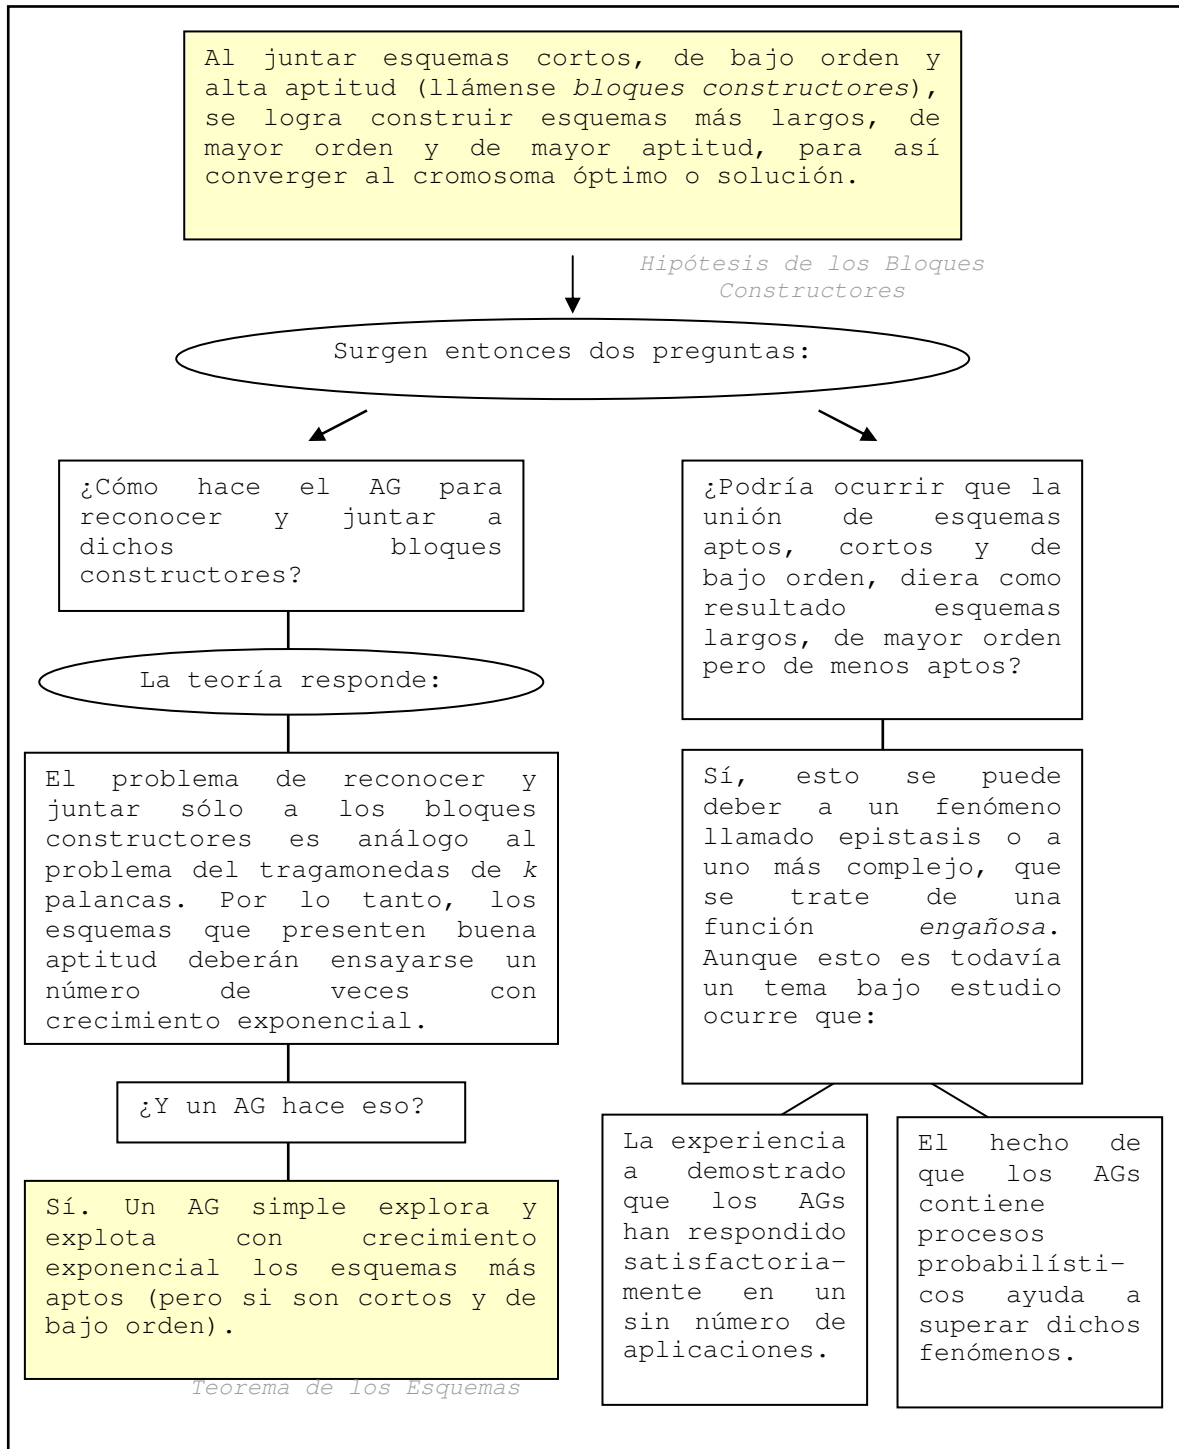 Al juntar esquemas cortos, de bajo orden y
alta aptitud (llámense bloques constructores),
se logra construir esquemas más largos, de
mayor orden y de mayor aptitud, para así
converger al cromosoma óptimo o solución.
Hipótesis de los Bloques
Constructores
Surgen entonces dos preguntas:
¿Cómo hace el AG para
reconocer y juntar a
dichos bloques
constructores?
La teoría responde:
El problema de reconocer y
juntar sólo a los bloques
constructores es análogo al
problema del tragamonedas de k
palancas. Por lo tanto, los
esquemas que presenten buena
aptitud deberán ensayarse un
número de veces con
crecimiento exponencial.
¿Y un AG hace eso?
Sí. Un AG simple explora y
explota con crecimiento
exponencial los esquemas más
aptos (pero si son cortos y de
bajo orden).
Teorema de los Esquemas
¿Podría ocurrir que la
unión de esquemas
aptos, cortos y de
bajo orden, diera como
resultado esquemas
largos, de mayor orden
pero de menos aptos?
Sí, esto se puede
deber a un fenómeno
llamado epistasis o a
uno más complejo, que
se trate de una
función engañosa.
Aunque esto es todavía
un tema bajo estudio
ocurre que:
La experiencia
a demostrado
que los AGs
han respondido
satisfactoria-
mente en un
sin número de
aplicaciones.
El hecho de
que los AGs
contiene
procesos
probabilísti-
cos ayuda a
superar dichos
fenómenos.